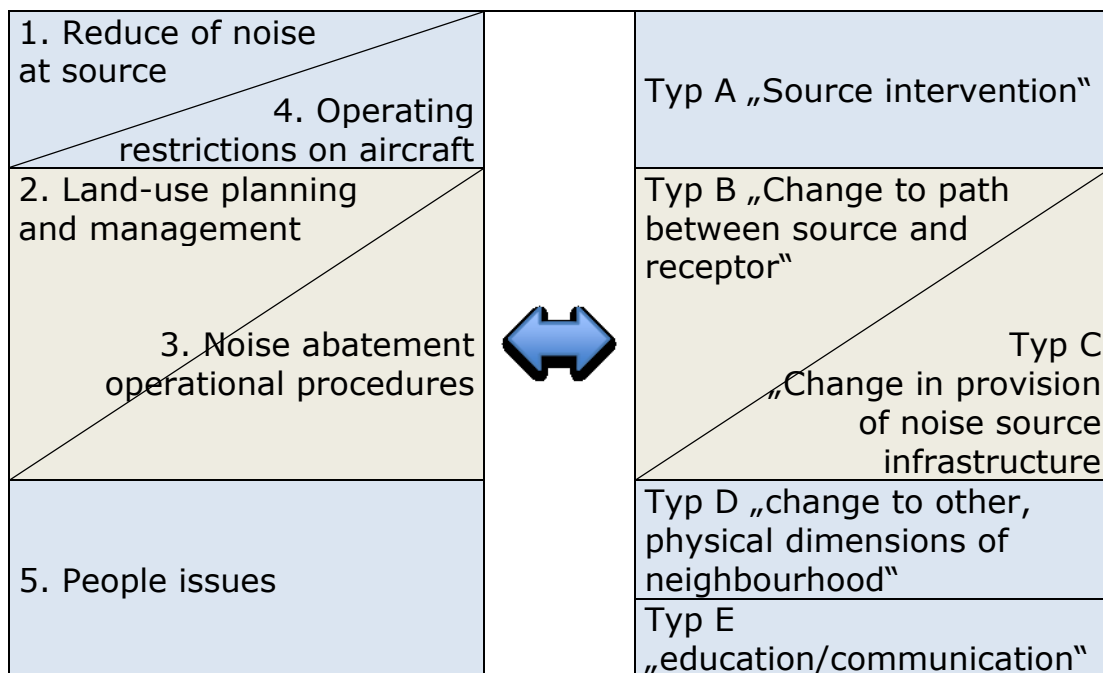 1. Reduce of noise
at source
4. Operating
restrictions on aircraft
2. Land-use planning
and management
3. Noise abatement
operational procedures
5. People issues
Typ A „Source intervention“
Typ B „Change to path
between source and
receptor“
Typ C
„Change in provision
of noise source
infrastructure
Typ D „change to other,
physical dimensions of
neighbourhood“
Typ E
„education/communication“